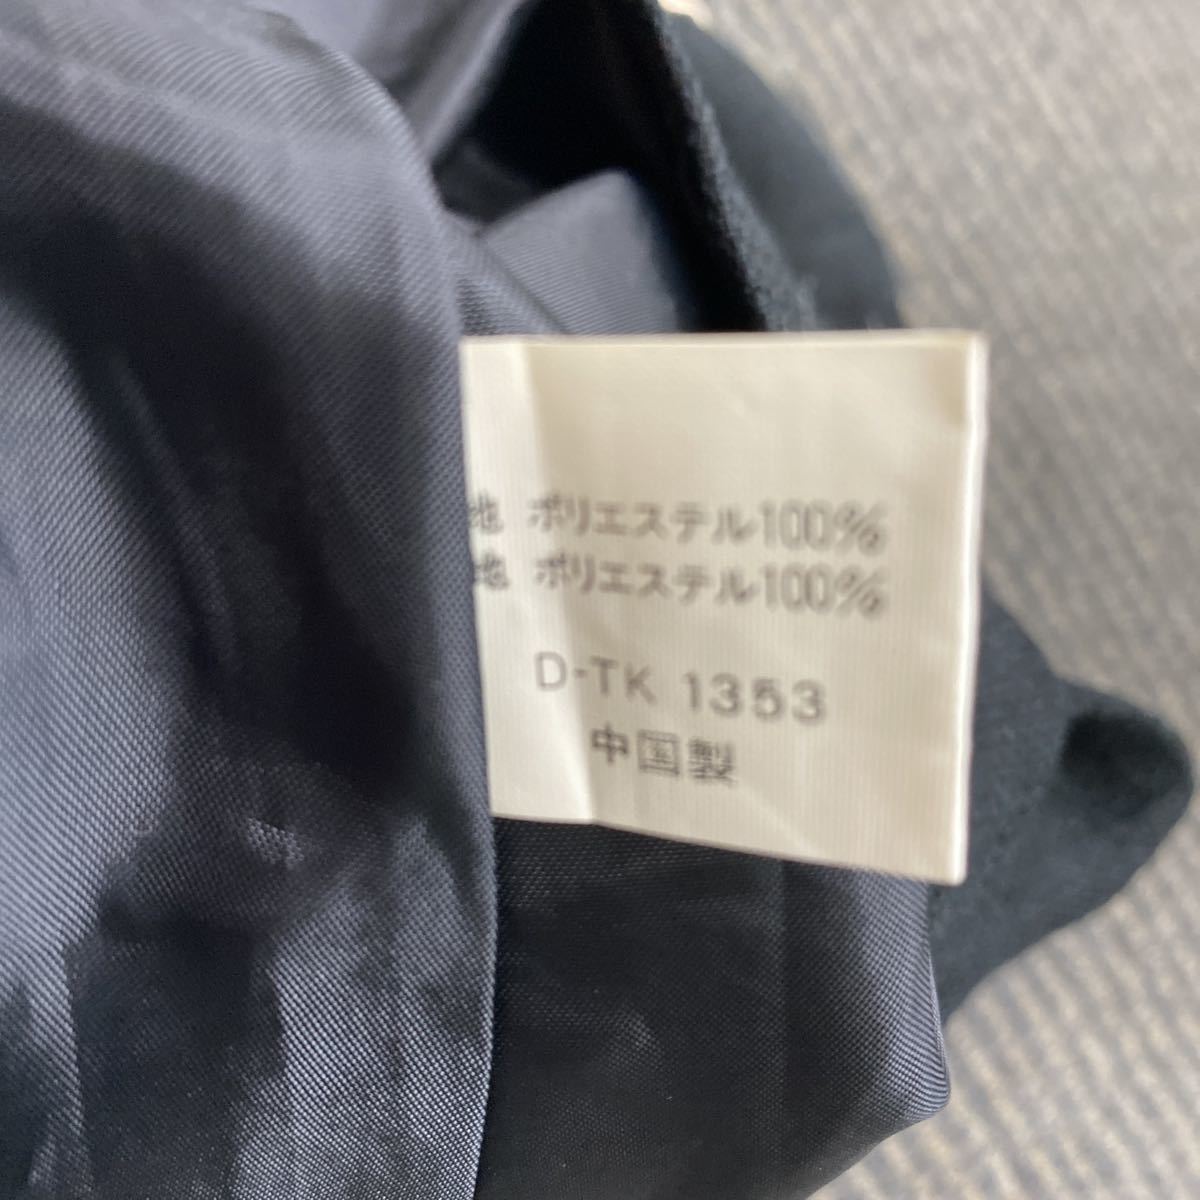 地 ポリエステル100%
地 ポリエステル100%
D-TK 1353
中国製